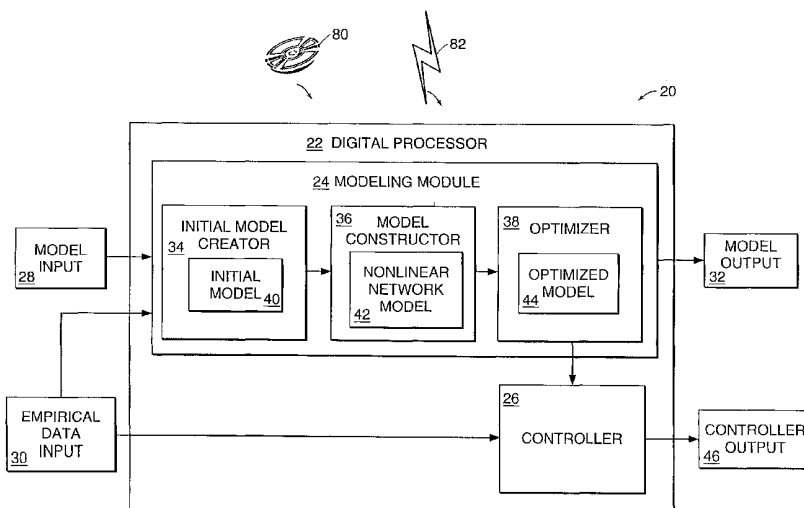 80
82
20
22 DIGITAL PROCESSOR
24 MODELING MODULE
MODEL
INPUT
28
INITIAL MODEL
CREATOR
34
INITIAL
MODEL
40
36
MODEL
CONSTRUCTOR
NONLINEAR
NETWORK
MODEL
42
38
OPTIMIZER
OPTIMIZED
MODEL
44
MODEL
OUTPUT
32
EMPIRICAL
DATA
INPUT
30
26
CONTROLLER
CONTROLLER
OUTPUT
46